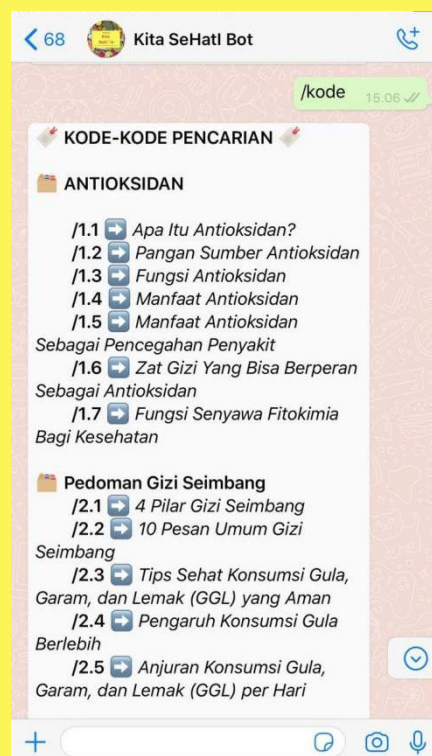 68 Kita SeHatI Bot
/kode 15.06
KODE-KODE PENCARIAN
ANTIOKSIDAN
/1.1 ➡️ Apa Itu Antioksidan?
/1.2 ➡️ Pangan Sumber Antioksidan
/1.3 ➡️ Fungsi Antioksidan
/1.4 ➡️ Manfaat Antioksidan
/1.5 ➡️ Manfaat Antioksidan
Sebagai Pencegahan Penyakit
/1.6 ➡️ Zat Gizi Yang Bisa Berperan
Sebagai Antioksidan
/1.7 ➡️ Fungsi Senyawa Fitokimia
Bagi Kesehatan
Pedoman Gizi Seimbang
/2.1 ➡️ 4 Pilar Gizi Seimbang
/2.2 ➡️ 10 Pesan Umum Gizi
Seimbang
/2.3 ➡️ Tips Sehat Konsumsi Gula,
Garam, dan Lemak (GGL) yang Aman
/2.4 ➡️ Pengaruh Konsumsi Gula
Berlebih
/2.5 ➡️ Anjuran Konsumsi Gula,
Garam, dan Lemak (GGL) per Hari